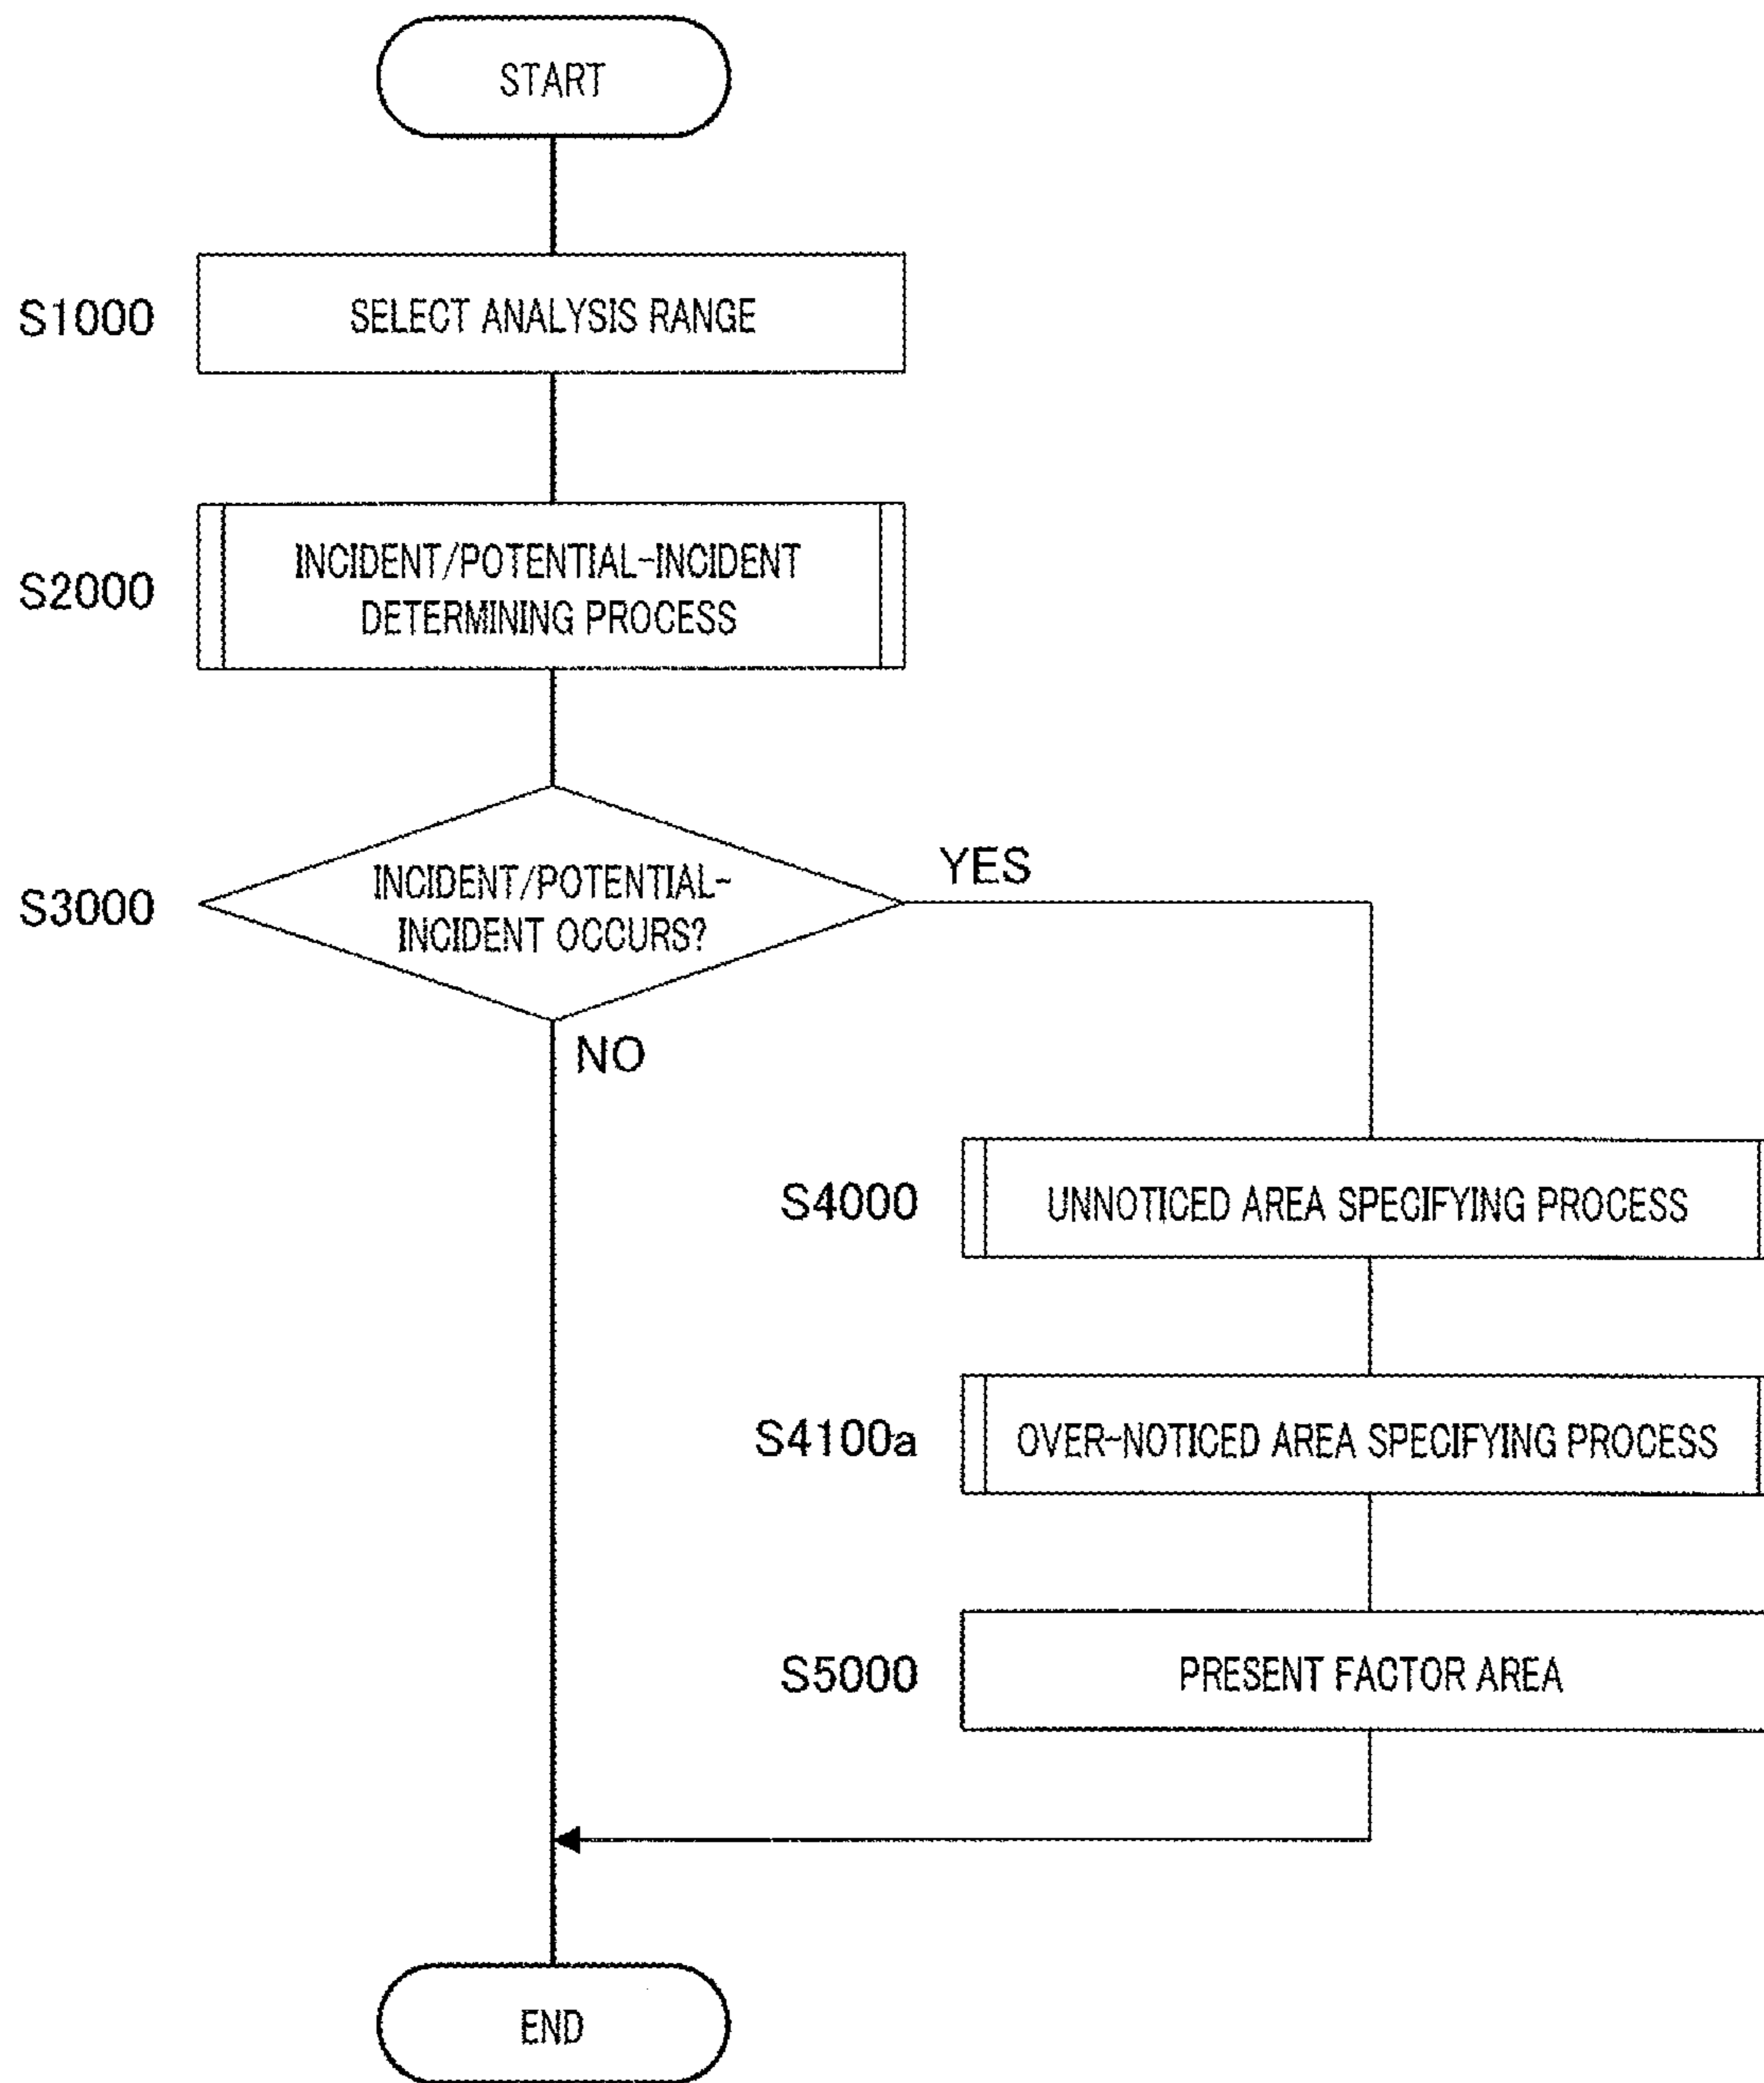 START
S1000
SELECT ANALYSIS RANGE
S2000
INCIDENT/POTENTIAL-INCIDENT
DETERMINING PROCESS
S3000
INCIDENT/POTENTIAL-
INCIDENT OCCURS?
YES
NO
S4000
UNNOTICED AREA SPECIFYING PROCESS
S4100a
OVER-NOTICED AREA SPECIFYING PROCESS
S5000
PRESENT FACTOR AREA
END